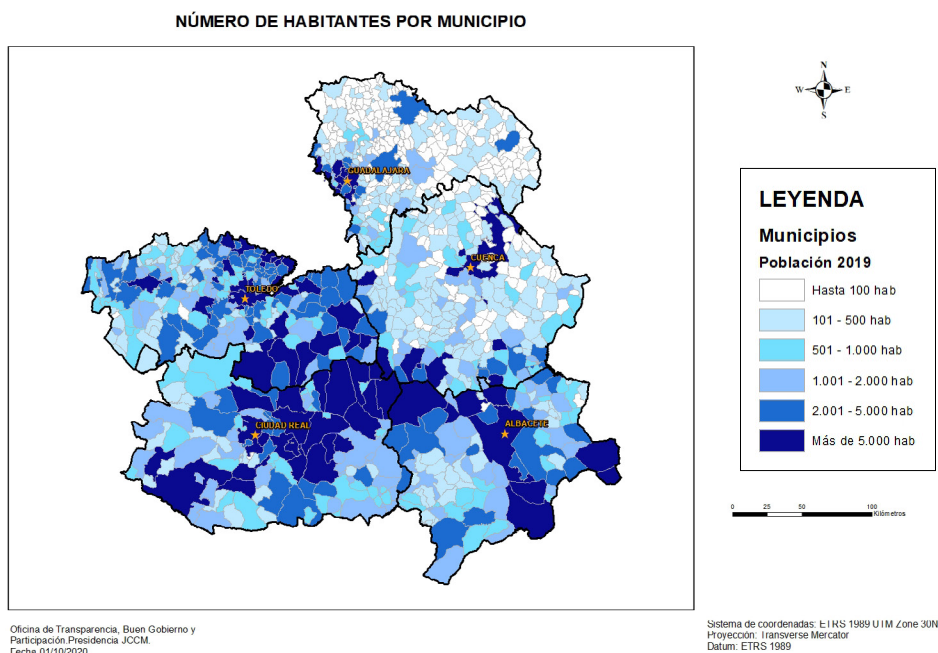 NÚMERO DE HABITANTES POR MUNICIPIO
N
W E
S
GUADALAJARA
CUENCA
TOLEDO
CIUDAD REAL
ALBACETE
LEYENDA
Municipios
Población 2019
Hasta 100 hab
101 - 500 hab
501 - 1.000 hab
1.001 - 2.000 hab
2.001 - 5.000 hab
Más de 5.000 hab
0 25 50 100
Kilómetros
Oficina de Transparencia, Buen Gobierno y
Participación.Presidencia JCCM.
Fecha 01/10/2020
Sistema de coordenadas: ETRS 1989 UTM Zone 30N
Proyección: Transverse Mercator
Datum: ETRS 1989